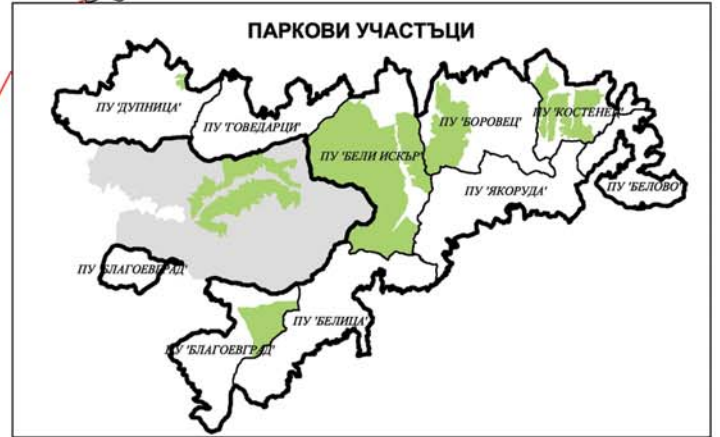 ПАРКОВИ УЧАСТЪЦИ
ПУ 'ДУПНИЦА'
ПУ 'ГОВЕДАРЦИ'
ПУ 'БЕЛИ ИСКЪР'
ПУ 'БОРОВЕЦ'
ПУ 'КОСТЕНЕЦ'
ПУ 'ЯКОРУДА'
ПУ 'БЕЛОВО'
ПУ 'БЛАГОЕВГРАД'
ПУ 'БЕЛИЦА'
ПУ 'БЛАГОЕВГРАД'